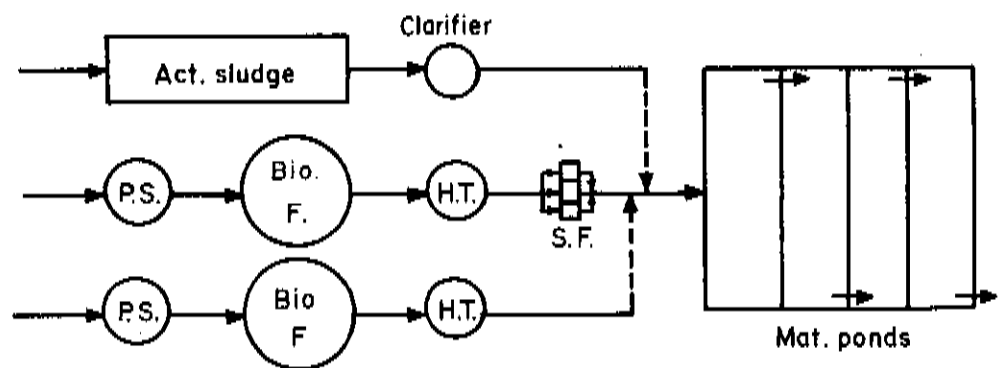 Clarifier
Act. sludge
P.S.
Bio.
F.
H.T.
S.F.
P.S.
Bio
F
H.T.
Mat. ponds